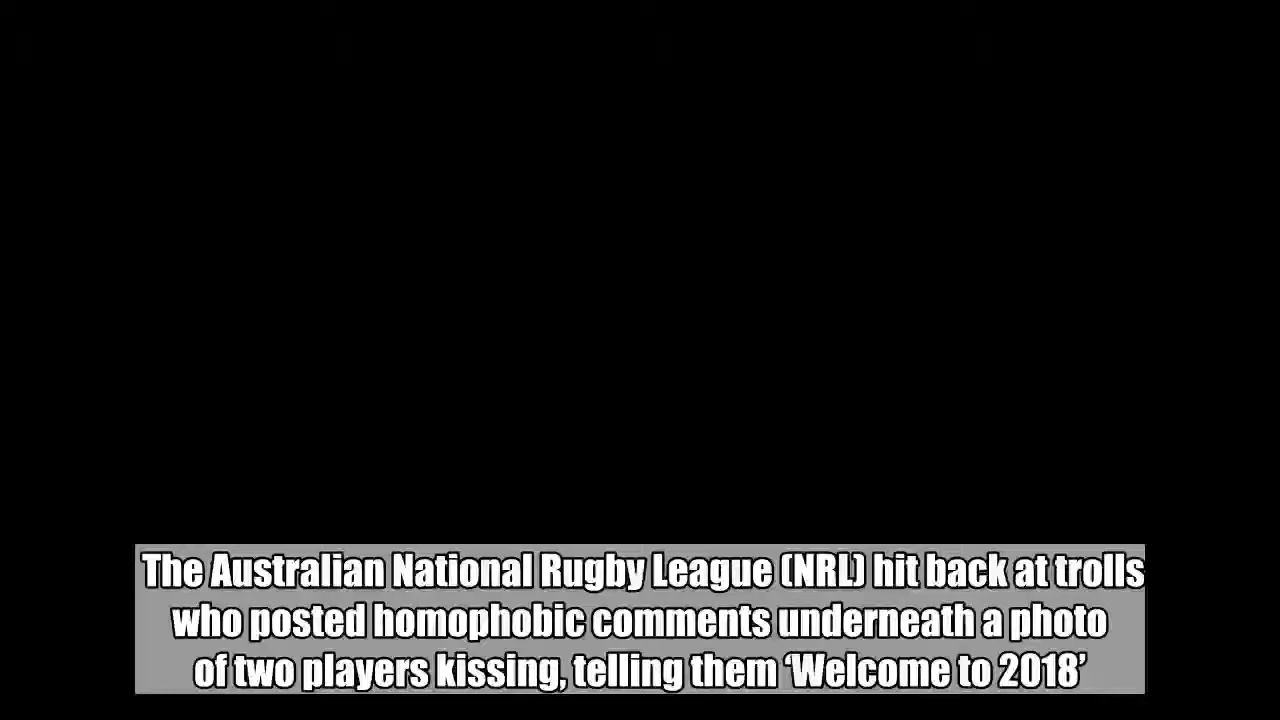 The Australian National Rugby League (NRL) hit back at trolls
who posted homophobic comments underneath a photo
of two players kissing, telling them ‘Welcome to 2018’